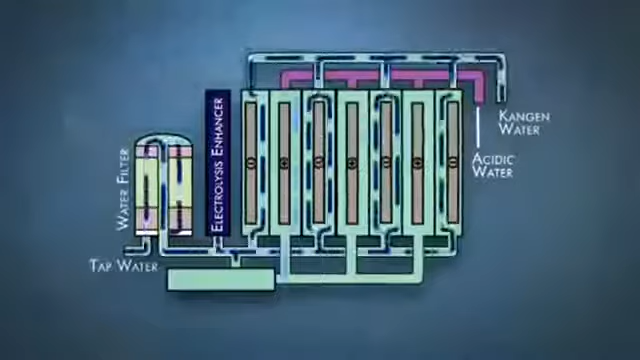 WATER FILTER
ELECTROLYSIS ENHANCER
KANGEN
WATER
ACIDIC
WATER
TAP WATER